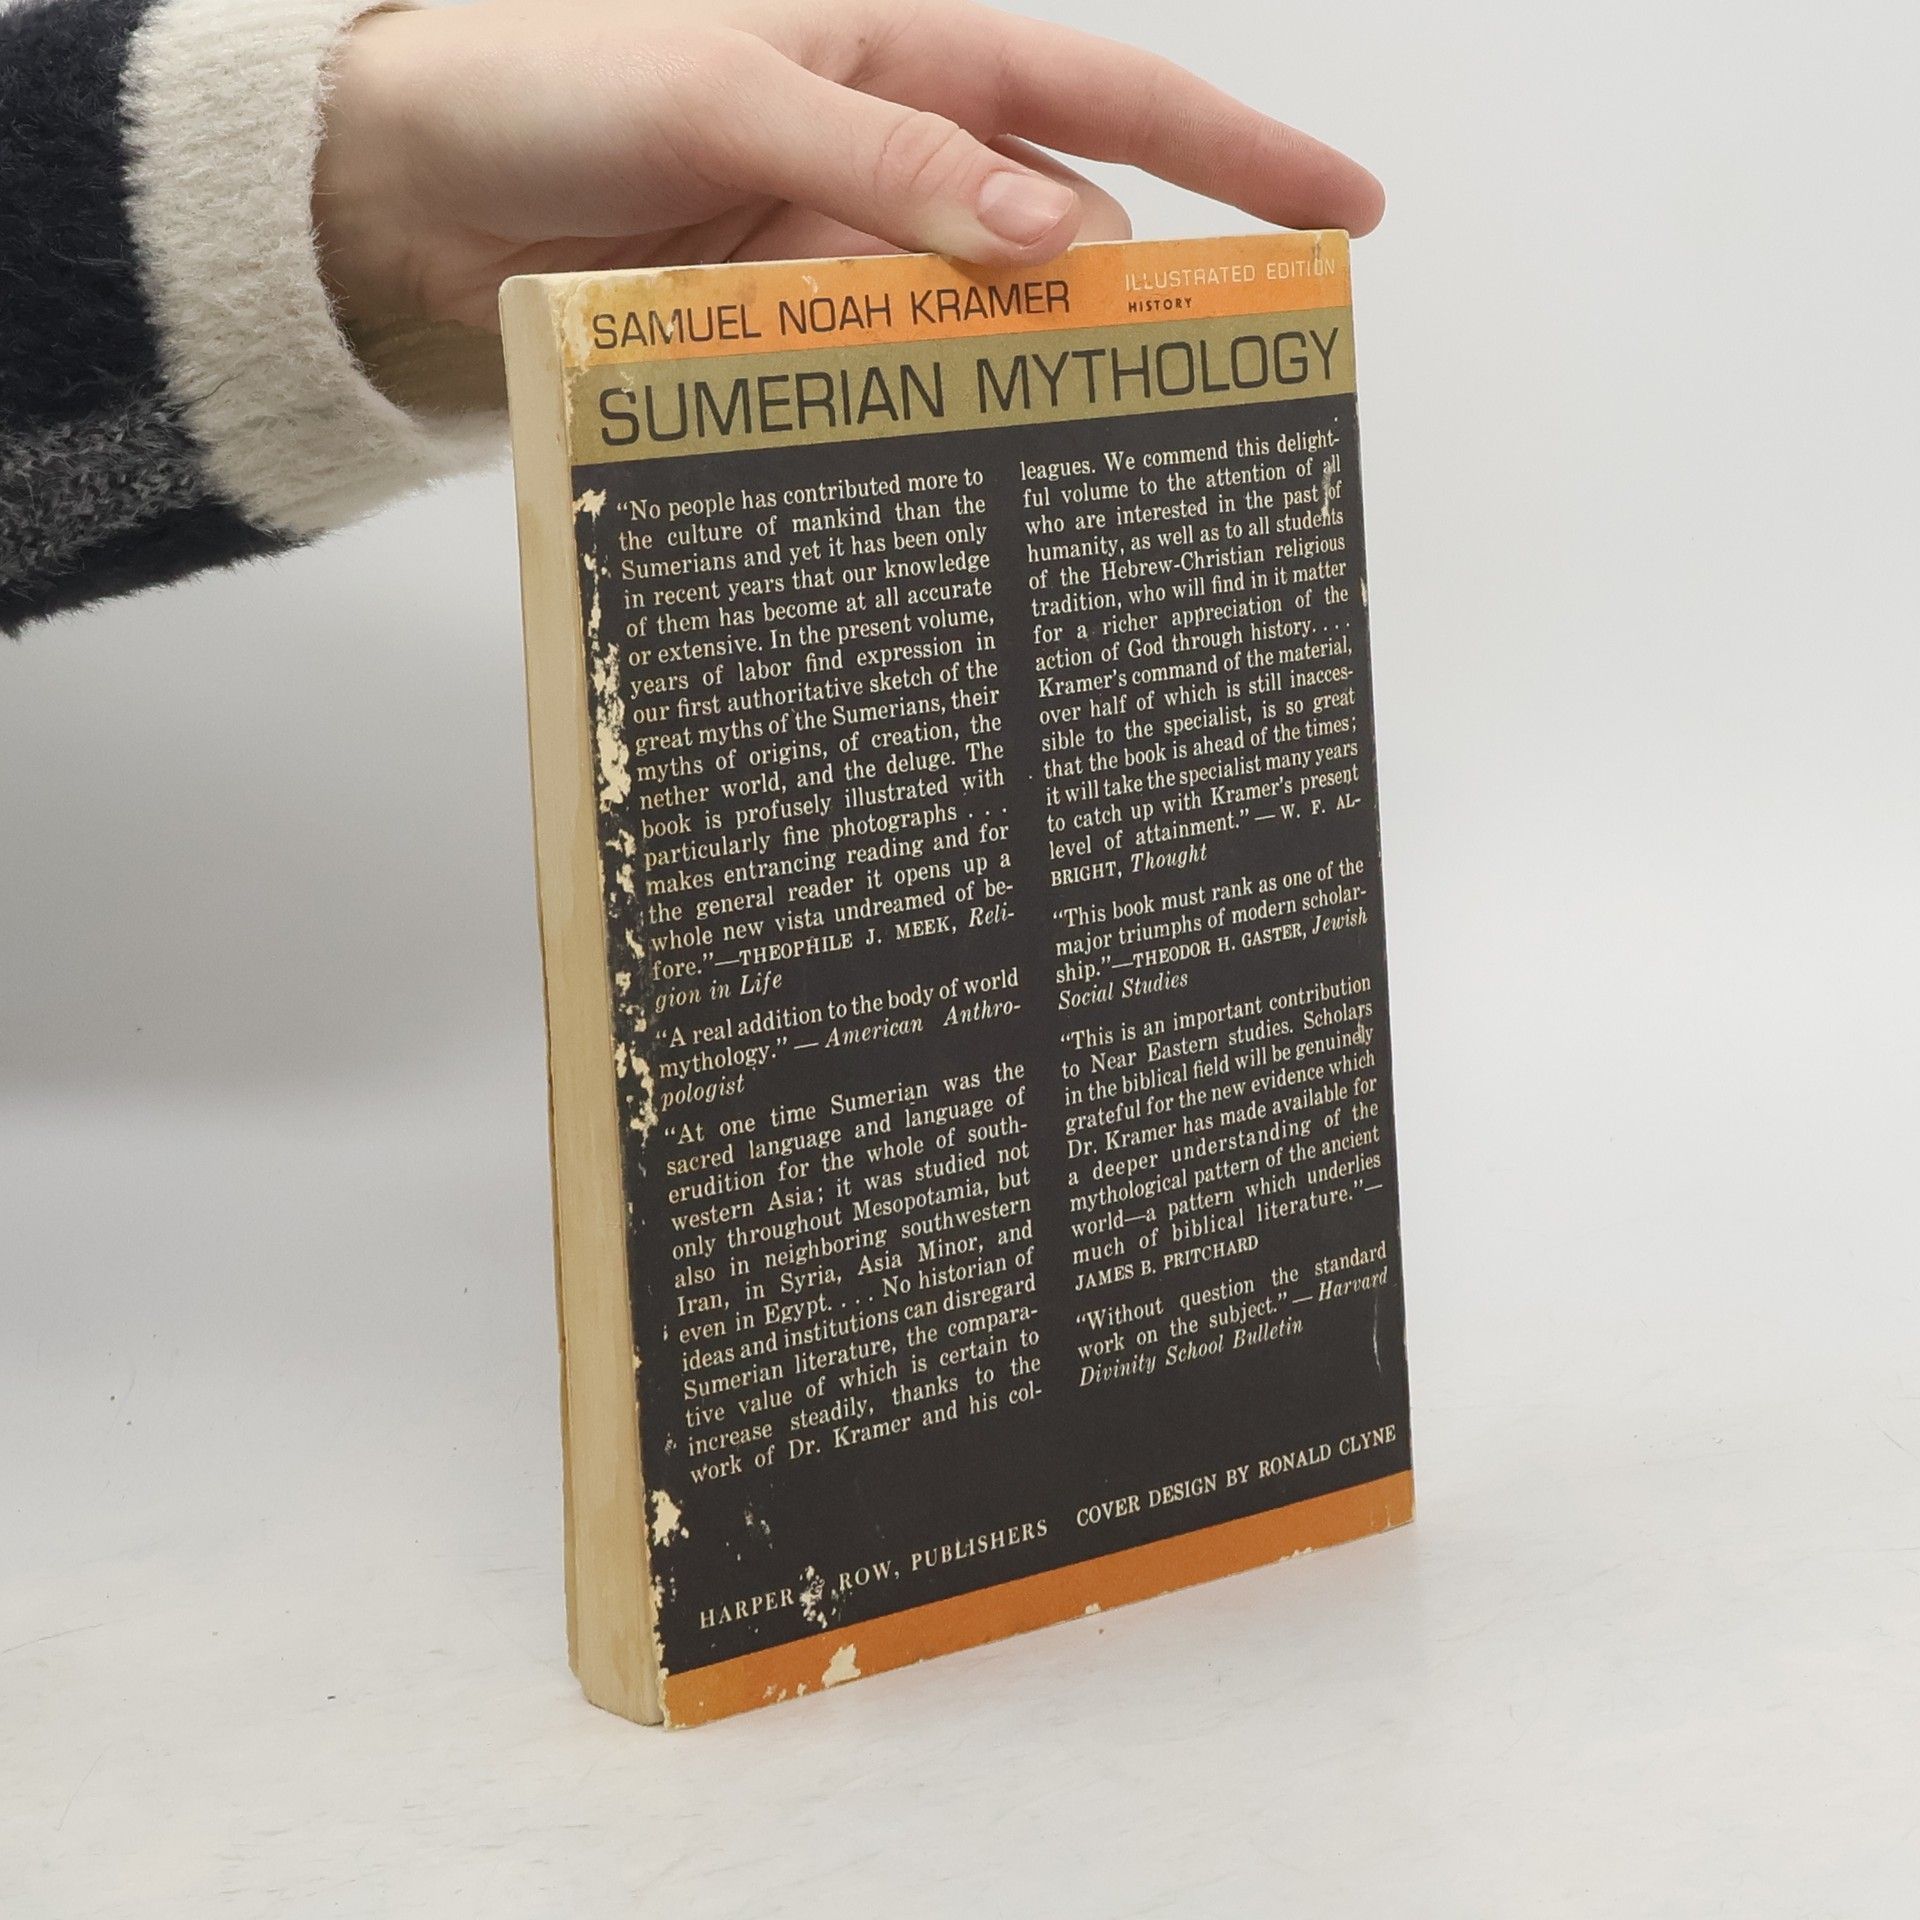 SAMUEL NOAH KRAMER
ILLUSTRATED EDITION
HISTORY
SUMERIAN MYTHOLOGY
“No people has contributed more to
the culture of mankind than the
Sumerians and yet it has been only
in recent years that our knowledge
of them has become at all accurate
or extensive. In the present volume,
years of labor find expression in
our first authoritative sketch of the
great myths of the Sumerians, their
myths of origins, of creation, the
nether world, and the deluge. The
book is profusely illustrated with
particularly fine photographs . . .
makes entrancing reading and for
the general reader it opens up a
whole new vista undreamed of be-
fore.”—THEOPHILE J. MEEK, Reli-
gion in Life
“A real addition to the body of world
mythology.” — American Anthro-
pologist
“At one time Sumerian was the
sacred language and language of
erudition for the whole of south-
western Asia; it was studied not
only throughout Mesopotamia, but
also in neighboring southwestern
Iran, in Syria, Asia Minor, and
even in Egypt. . . . No historian of
ideas and institutions can disregard
Sumerian literature, the compara-
tive value of which is certain to
increase steadily, thanks to the
work of Dr. Kramer and his col-
leagues. We commend this delight-
ful volume to the attention of all
who are interested in the past of
humanity, as well as to all students
of the Hebrew-Christian religious
tradition, who will find in it matter
for a richer appreciation of the
action of God through history. . . .
Kramer’s command of the material,
over half of which is still inacces-
sible to the specialist, is so great
that the book is ahead of the times;
it will take the specialist many years
to catch up with Kramer’s present
level of attainment.” — W. F. AL-
BRIGHT, Thought
“This book must rank as one of the
major triumphs of modern scholar-
ship.”—THEODOR H. GASTER, Jewish
Social Studies
“This is an important contribution
to Near Eastern studies. Scholars
in the biblical field will be genuinely
grateful for the new evidence which
Dr. Kramer has made available for
a deeper understanding of the
mythological pattern of the ancient
world—a pattern which underlies
much of biblical literature.”—
JAMES B. PRITCHARD
“Without question the standard
work on the subject.” — Harvard
Divinity School Bulletin
HARPER & ROW, PUBLISHERS
COVER DESIGN BY RONALD CLYNE